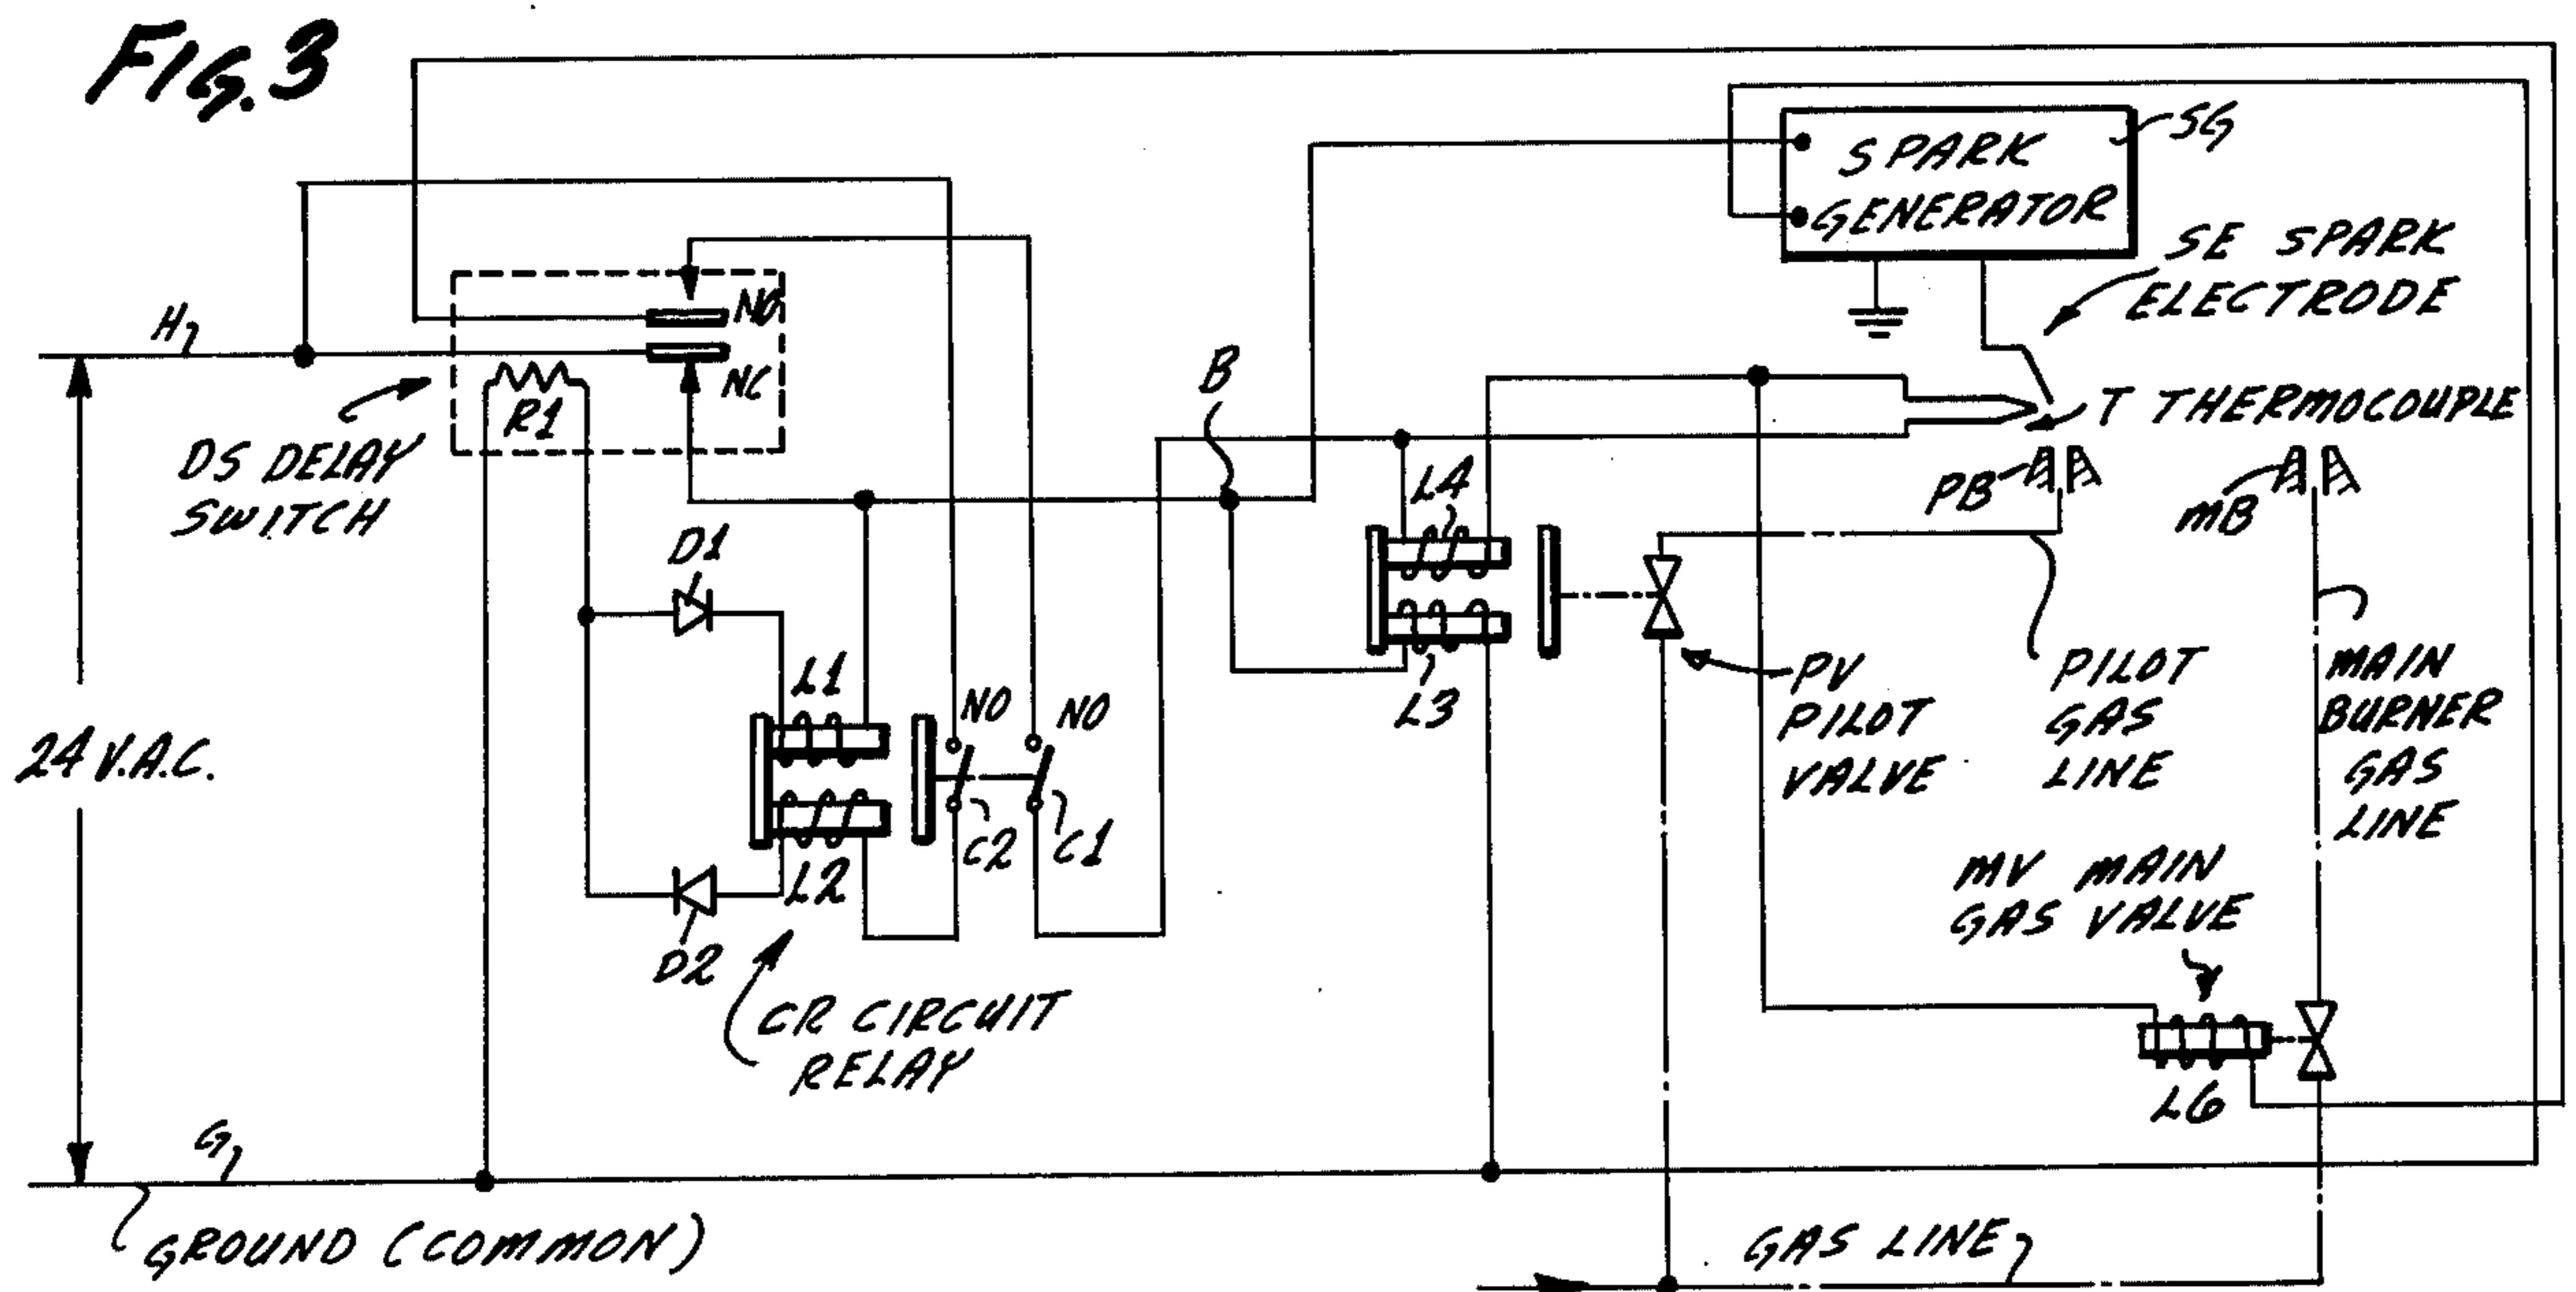 FIG. 3
SG
SPARK
GENERATOR
SE SPARK
ELECTRODE
H
NO
NC
R1
DS DELAY
SWITCH
B
T THERMOCOUPLE
PB
MB
L4
D1
L1
L3
NO
NO
PV
PILOT
VALVE
PILOT
GAS
LINE
MAIN
BURNER
GAS
LINE
24 V.A.C.
L2
C2
C1
D2
MV MAIN
GAS VALVE
CR CIRCUIT
RELAY
L6
G
GROUND (COMMON)
GAS LINE